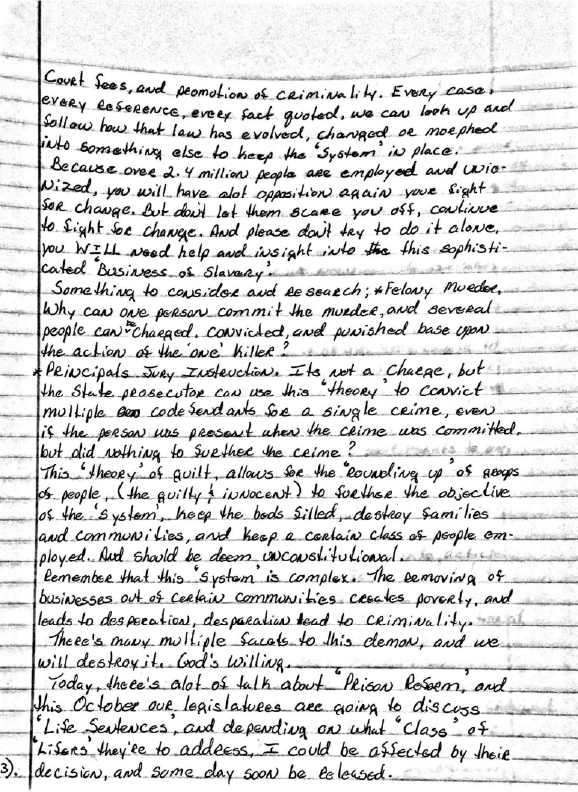 Court fees, and promotion of criminality. Every case,
every reference, every fact quoted, we can look up and
follow how that law has evolved, changed or morphed
into something else to keep the "System" in place.
Because over 2.4 million people are employed and unio-
nized, you will have alot opposition again your fight
for change. But don't let them scare you off, continue
to fight for change. And please don't try to do it alone,
you WILL need help and insight into this sophisti-
cated "Business of Slavery".
Something to consider and research; *Felony Murder,
Why can one person commit the murder, and several
people can be charged, convicted, and punished base upon
the action of the 'one' killer?
* Principals Jury Instruction. Its not a Charge, but
the State prosecutor can use this "theory" to convict
multiple codefendants for a single crime, even
if the person was present when the crime was committed,
but did nothing to further the crime?
This "theory" of guilt, allows for the "rounding up" of groups
of people, (the guilty & innocent) to further the objective
of the "system", keep the beds filled, destroy families
and communities, and keep a certain class of people em-
ployed. And should be deem unconstitutional.
Remember that this "system" is complex. The removing of
businesses out of certain communities creates poverty, and
leads to desperation, desparation lead to criminality.
There's many multiple facets to this demon, and we
will destroy it. God's Willing.
Today, there's alot of talk about "Prison Reform", and
this October our legislatures are going to discuss
"Life Sentences", and depending on what "Class" of
"Lifers" they're to address, I could be affected by their
3). decision, and some day soon be released.